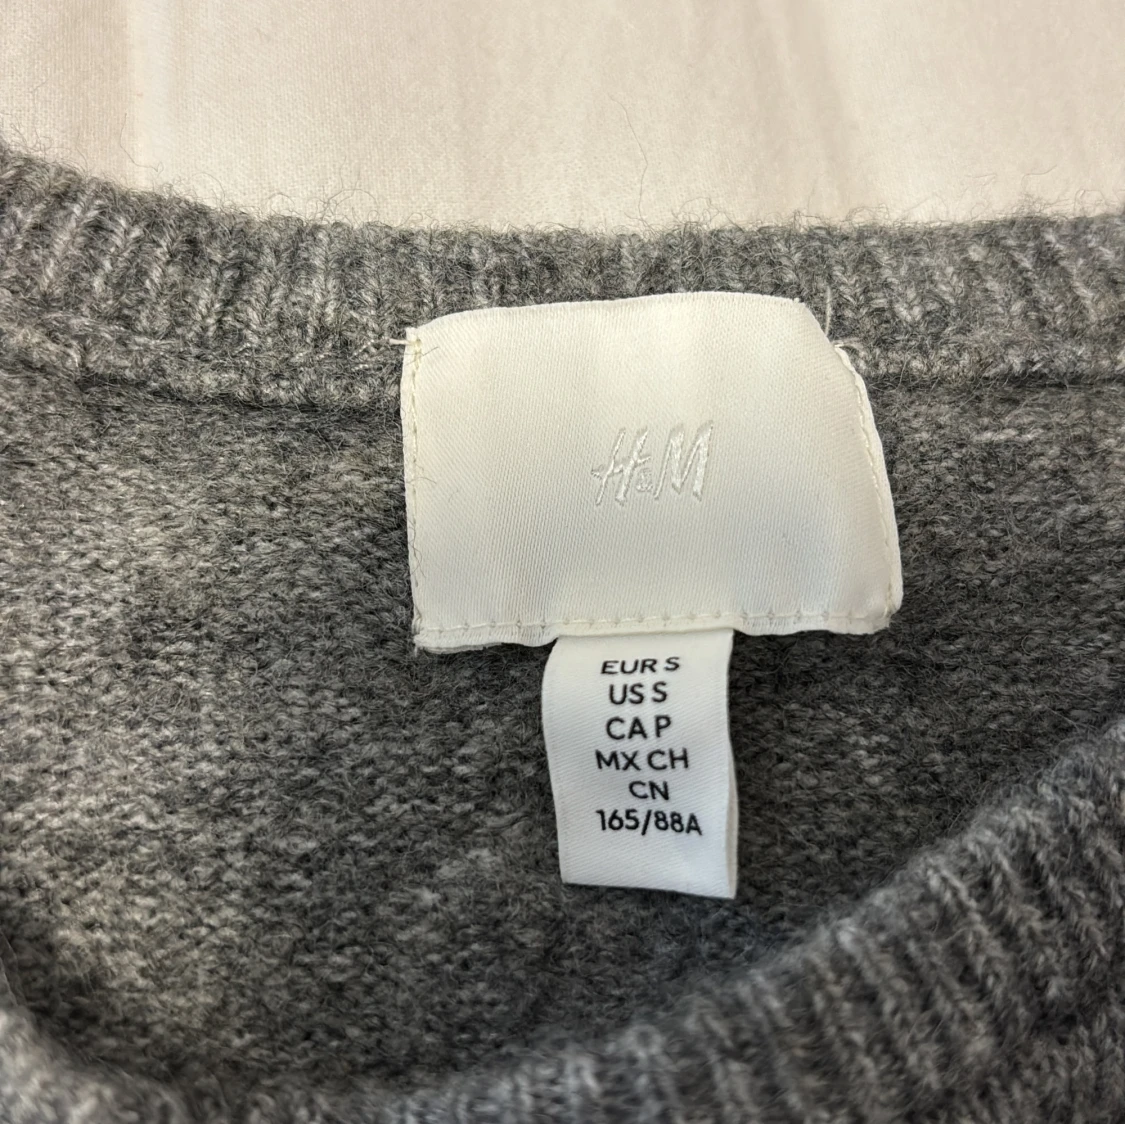 H&M
EUR S
US S
CA P
MX CH
CN
165/88A